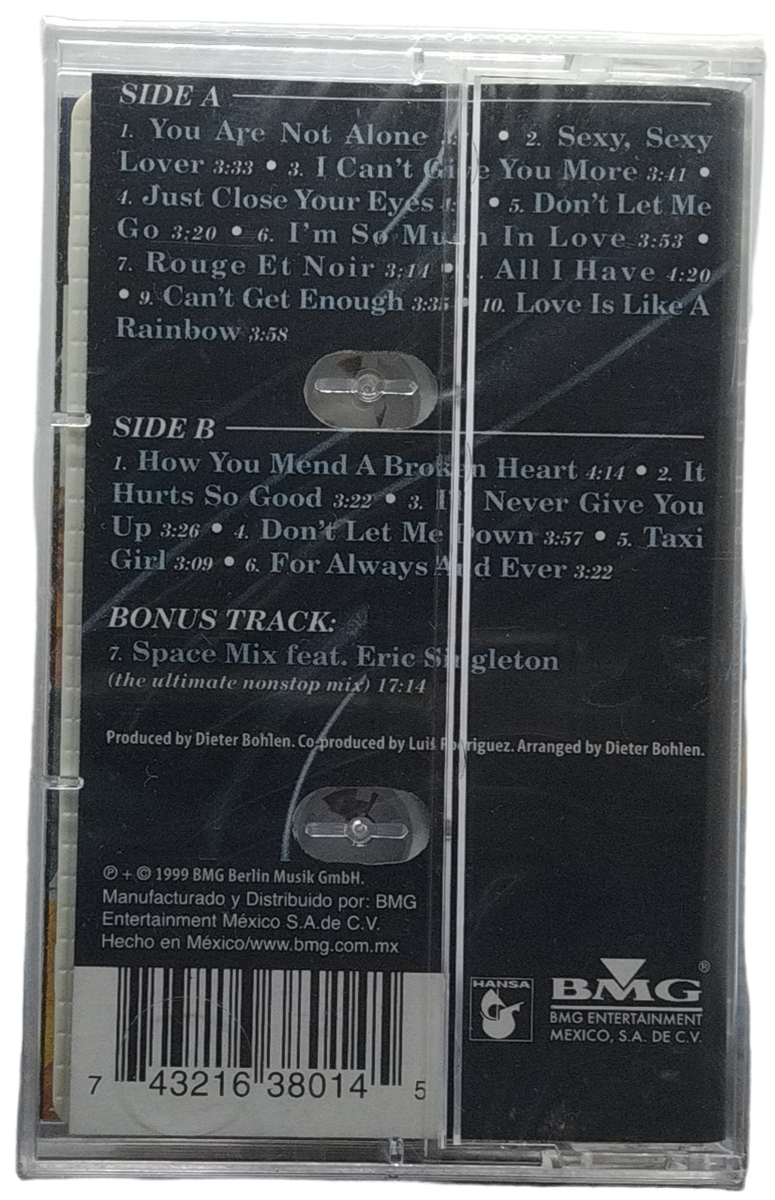 SIDE A
1. You Are Not Alone • 2. Sexy, Sexy
Lover 3:33 • 3. I Can't Give You More 3:41 •
4. Just Close Your Eyes • 5. Don't Let Me
Go 3:20 • 6. I'm So Much In Love 3:53 •
7. Rouge Et Noir 3:14 • All I Have 4:20
• 9. Can't Get Enough 3:35 • 10. Love Is Like A
Rainbow 3:58
SIDE B
1. How You Mend A Broken Heart 4:14 • 2. It
Hurts So Good 3:22 • 3. I'll Never Give You
Up 3:26 • 4. Don't Let Me Down 3:57 • 5. Taxi
Girl 3:09 • 6. For Always And Ever 3:22
BONUS TRACK:
7. Space Mix feat. Eric Singleton
(the ultimate nonstop mix) 17:14
Produced by Dieter Bohlen. Co-produced by Luis Rodriguez. Arranged by Dieter Bohlen.
℗ + © 1999 BMG Berlin Musik GmbH.
Manufacturado y Distribuido por: BMG
Entertainment México S.A.de C.V.
Hecho en México/www.bmg.com.mx
7 43216 38014 5
HANSA
BMG®
BMG ENTERTAINMENT
MEXICO, S.A. DE C.V.